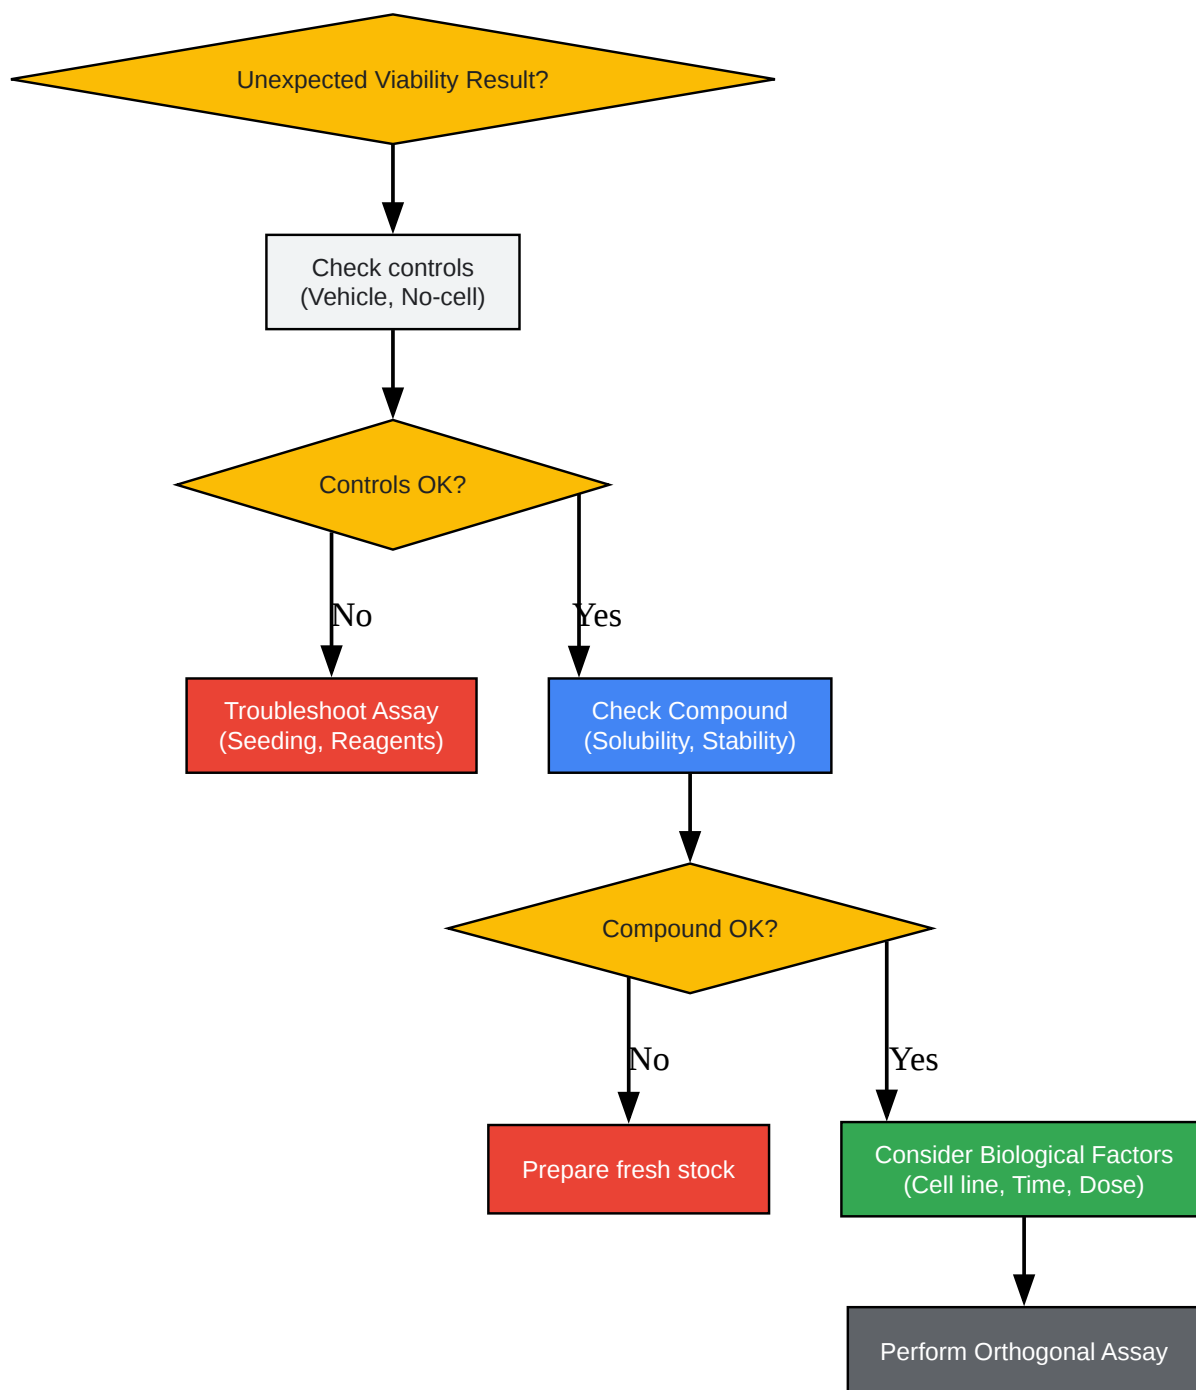 Unexpected Viability Result?
Check controls
(Vehicle, No-cell)
Controls OK?
No
Yes
Troubleshoot Assay
(Seeding, Reagents)
Check Compound
(Solubility, Stability)
Compound OK?
No
Yes
Prepare fresh stock
Consider Biological Factors
(Cell line, Time, Dose)
Perform Orthogonal Assay